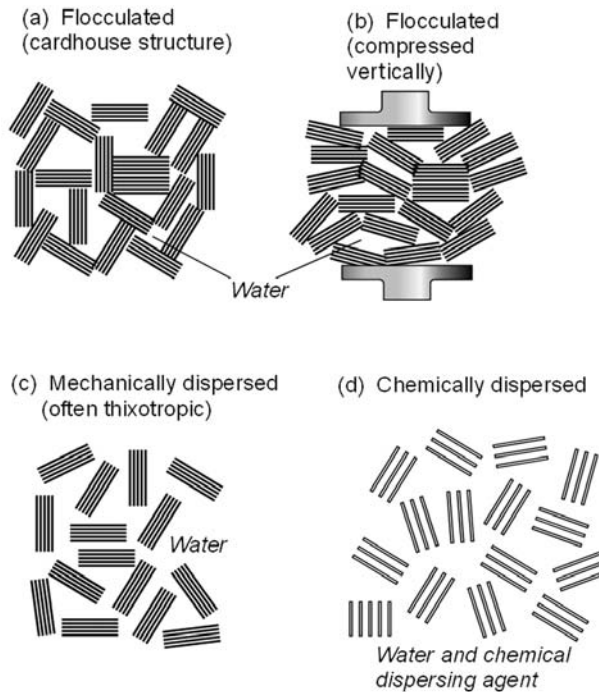 (a) Flocculated
(cardhouse structure)
(b) Flocculated
(compressed
vertically)
Water
(c) Mechanically dispersed
(often thixotropic)
Water
(d) Chemically dispersed
Water and chemical
dispersing agent